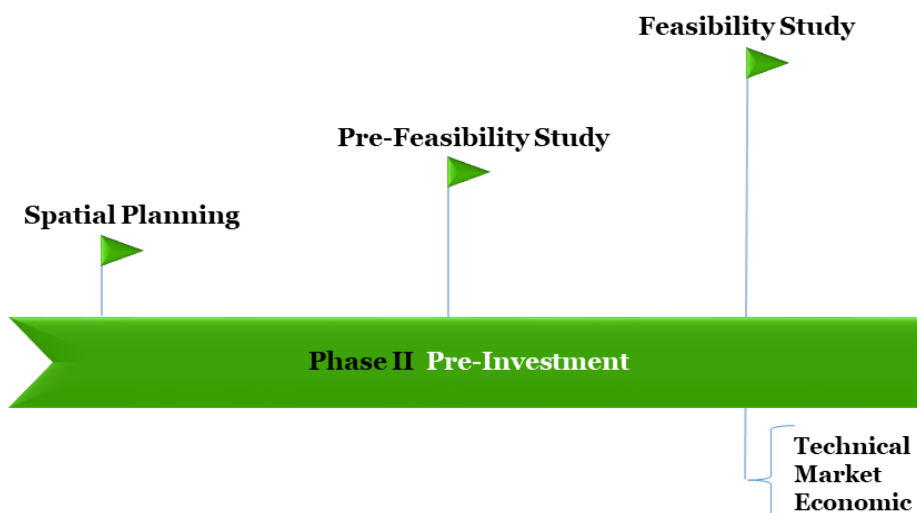 Feasibility Study
Pre-Feasibility Study
Spatial Planning
Phase II Pre-Investment
Technical
Market
Economic